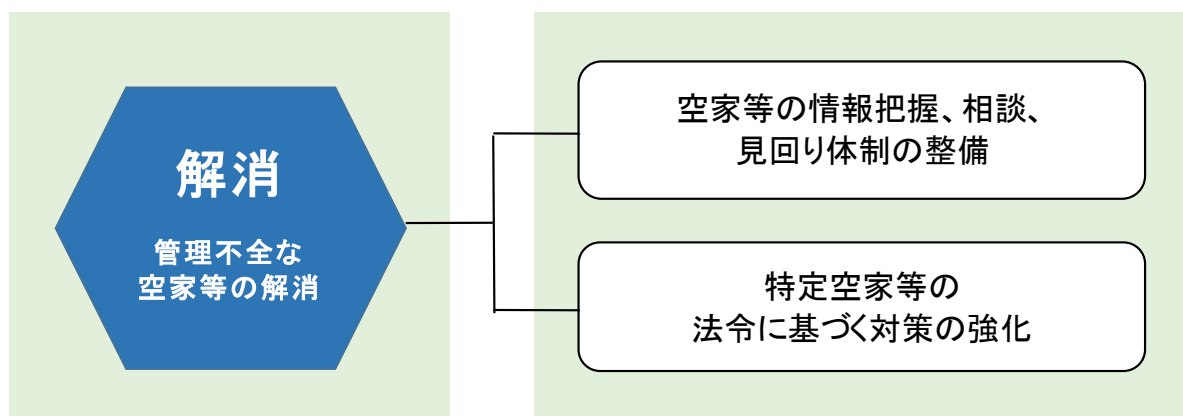 解消
管理不全な
空家等の解消
空家等の情報把握、相談、
見回り体制の整備
特定空家等の
法令に基づく対策の強化